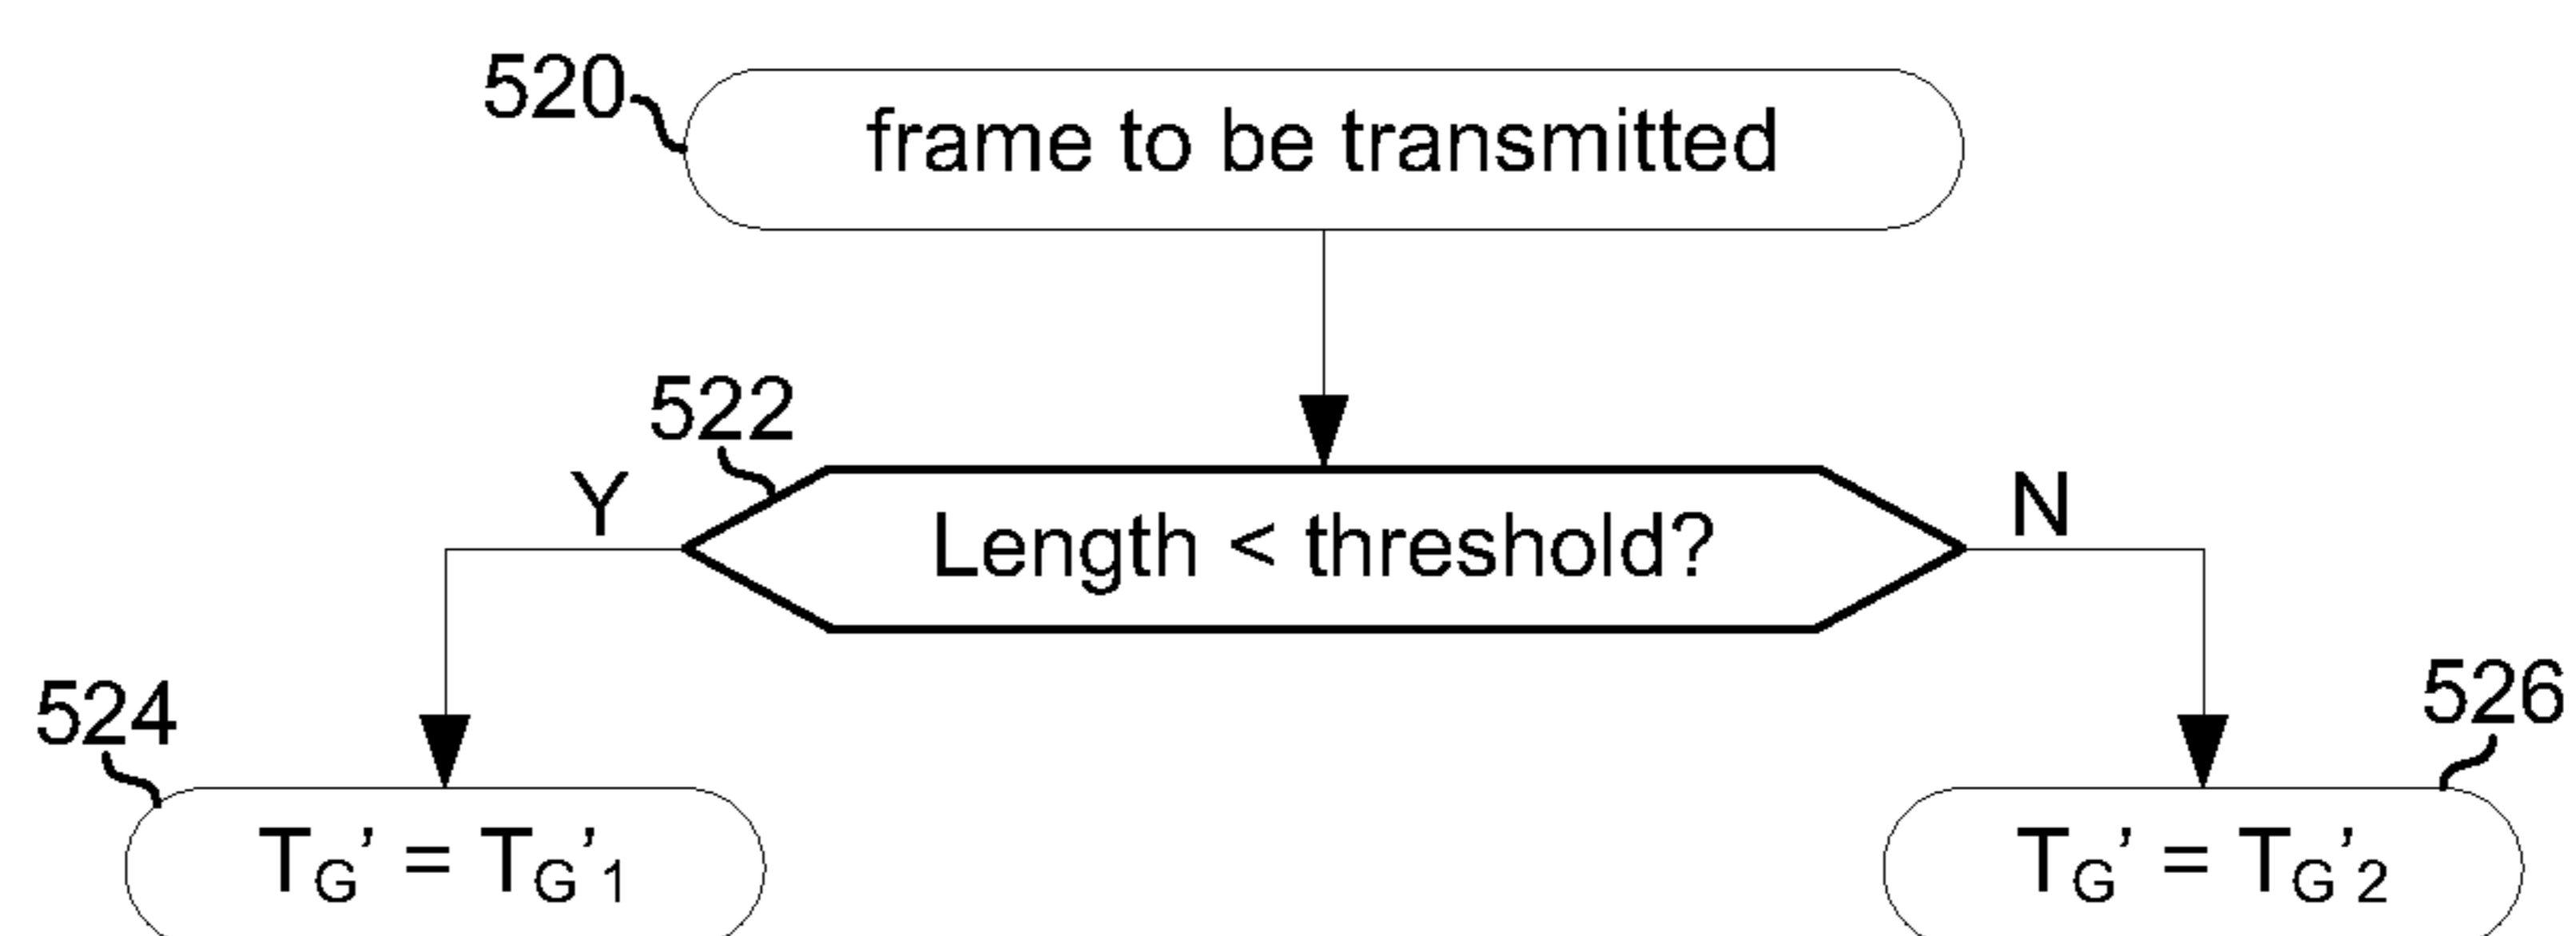 520
frame to be transmitted
522
Y
Length < threshold?
N
524
526
TG’ = TG’1
TG’ = TG’2